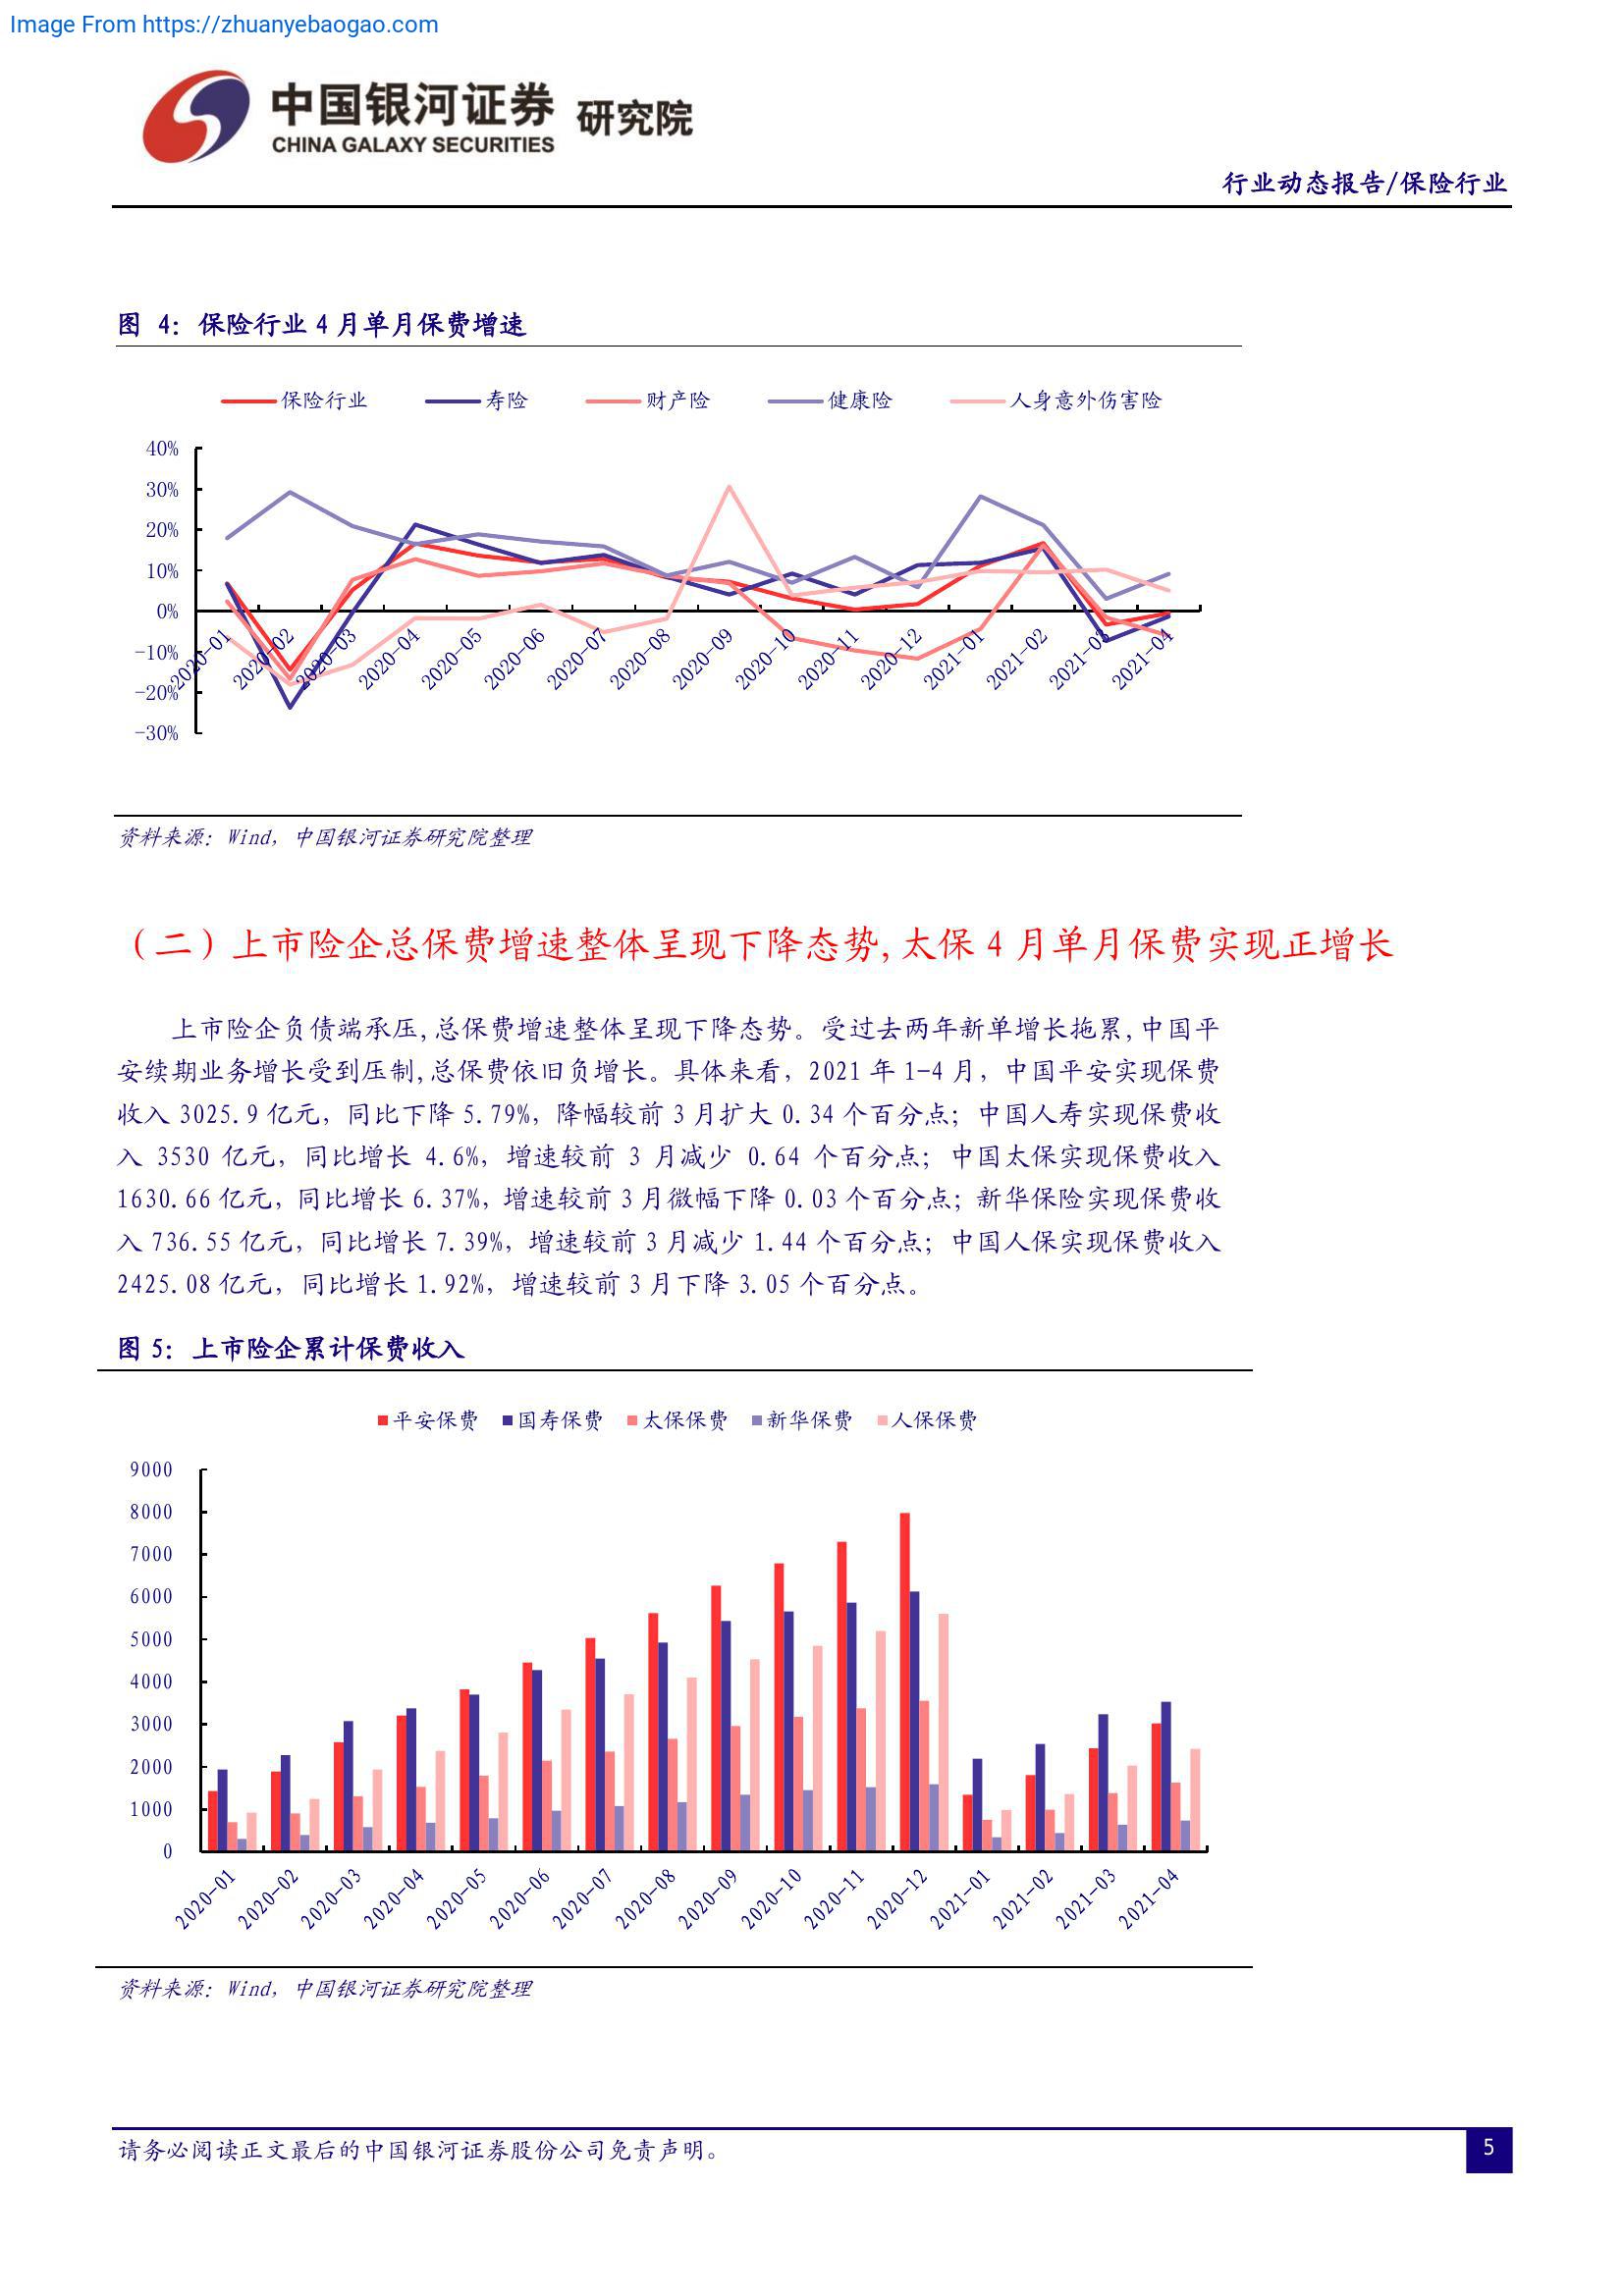 Image From https://zhuanyebaogao.com
中国银河证券 研究院
CHINA GALAXY SECURITIES
行业动态报告/保险行业
图 4：保险行业 4 月单月保费增速
保险行业 寿险 财产险 健康险 人身意外伤害险
40%
30%
20%
10%
0%
-10%
-20%
-30%
2020-01 2020-02 2020-03 2020-04 2020-05 2020-06 2020-07 2020-08 2020-09 2020-10 2020-11 2020-12 2021-01 2021-02 2021-03 2021-04
资料来源：Wind，中国银河证券研究院整理
（二）上市险企总保费增速整体呈现下降态势,太保 4 月单月保费实现正增长
上市险企负债端承压,总保费增速整体呈现下降态势。受过去两年新单增长拖累,中国平
安续期业务增长受到压制,总保费依旧负增长。具体来看，2021 年 1-4 月，中国平安实现保费
收入 3025.9 亿元，同比下降 5.79%，降幅较前 3 月扩大 0.34 个百分点；中国人寿实现保费收
入 3530 亿元，同比增长 4.6%，增速较前 3 月减少 0.64 个百分点；中国太保实现保费收入
1630.66 亿元，同比增长 6.37%，增速较前 3 月微幅下降 0.03 个百分点；新华保险实现保费收
入 736.55 亿元，同比增长 7.39%，增速较前 3 月减少 1.44 个百分点；中国人保实现保费收入
2425.08 亿元，同比增长 1.92%，增速较前 3 月下降 3.05 个百分点。
图 5：上市险企累计保费收入
平安保费 国寿保费 太保保费 新华保费 人保保费
9000
8000
7000
6000
5000
4000
3000
2000
1000
0
2020-01 2020-02 2020-03 2020-04 2020-05 2020-06 2020-07 2020-08 2020-09 2020-10 2020-11 2020-12 2021-01 2021-02 2021-03 2021-04
资料来源：Wind，中国银河证券研究院整理
请务必阅读正文最后的中国银河证券股份公司免责声明。
5